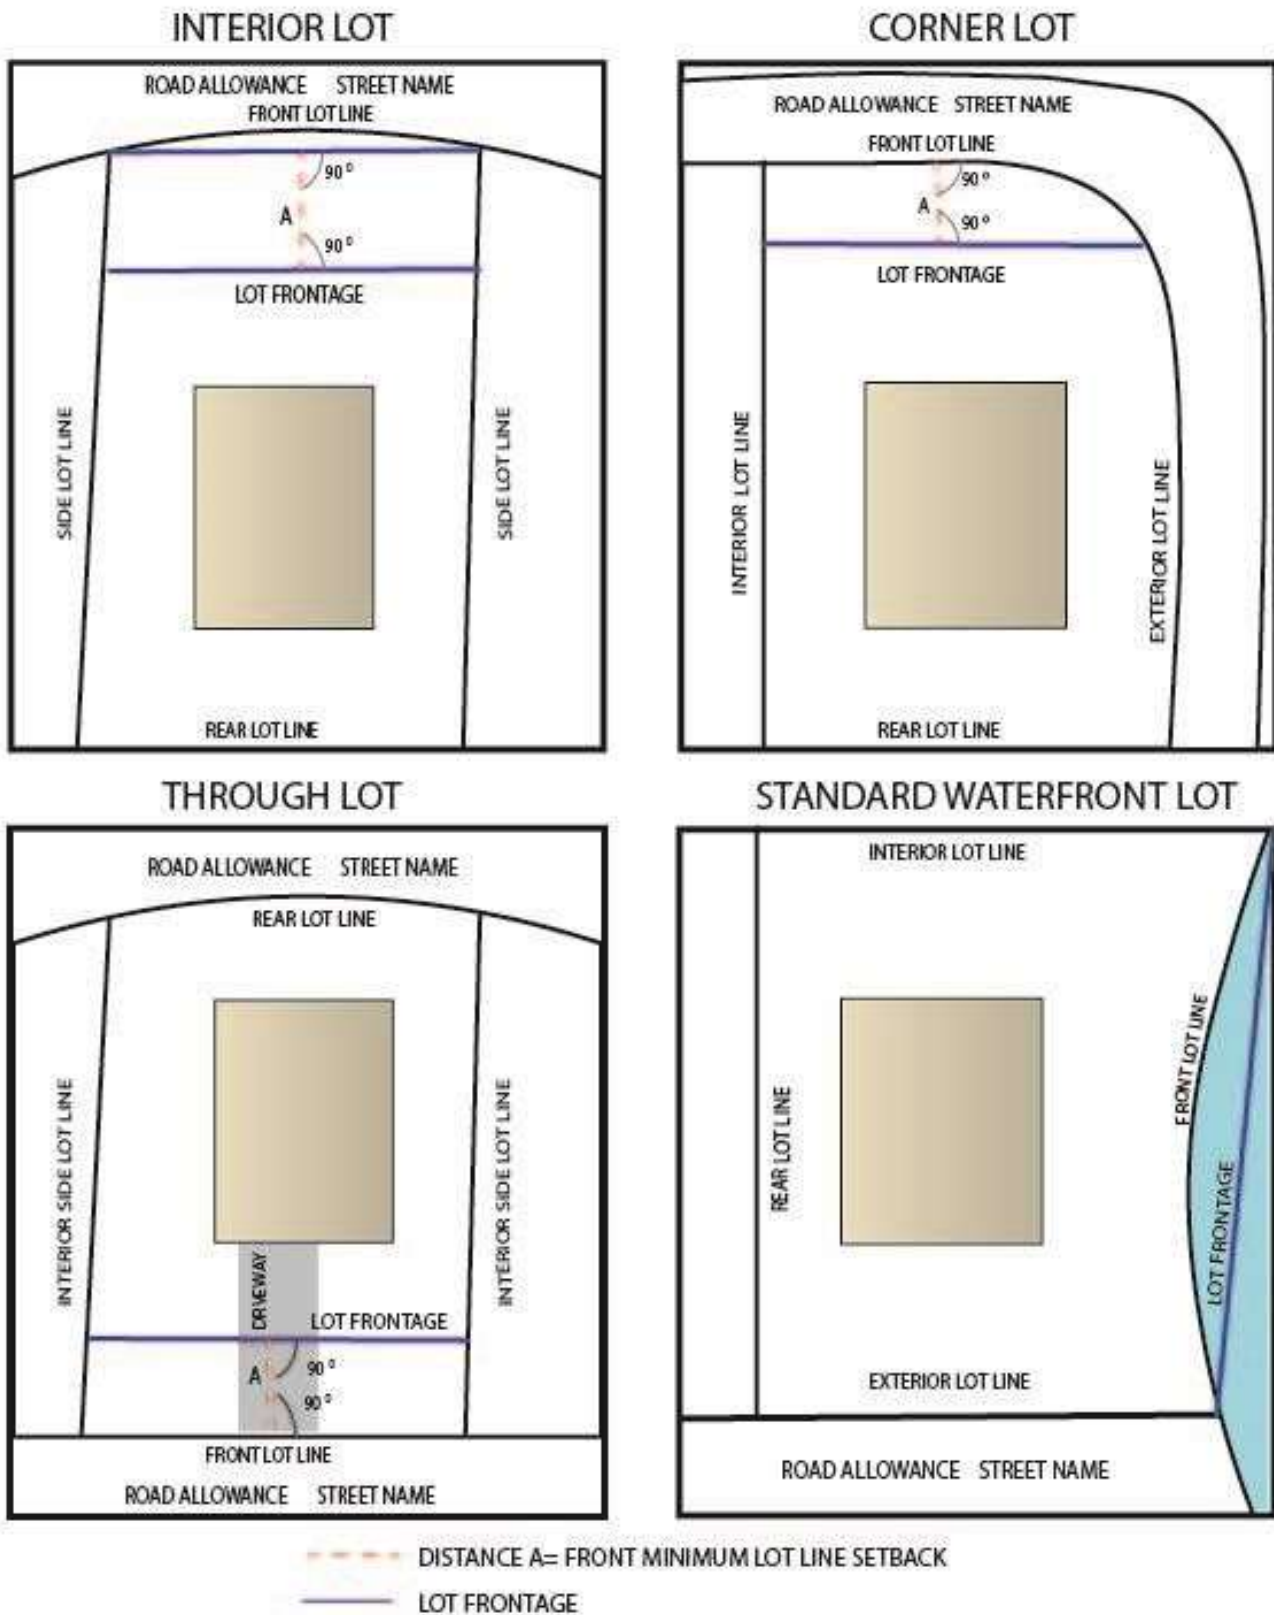 INTERIOR LOT
ROAD ALLOWANCE STREET NAME
FRONT LOT LINE
90 º
A
90 º
LOT FRONTAGE
SIDE LOT LINE
SIDE LOT LINE
REAR LOT LINE
CORNER LOT
ROAD ALLOWANCE STREET NAME
FRONT LOT LINE
90 º
A
90 º
LOT FRONTAGE
INTERIOR LOT LINE
EXTERIOR LOT LINE
REAR LOT LINE
THROUGH LOT
ROAD ALLOWANCE STREET NAME
REAR LOT LINE
INTERIOR SIDE LOT LINE
INTERIOR SIDE LOT LINE
DRVEWAY
LOT FRONTAGE
A
90 º
90 º
FRONT LOT LINE
ROAD ALLOWANCE STREET NAME
STANDARD WATERFRONT LOT
INTERIOR LOT LINE
FRONT LOT LINE
REAR LOT LINE
LOT FRONTAGE
EXTERIOR LOT LINE
ROAD ALLOWANCE STREET NAME
DISTANCE A= FRONT MINIMUM LOT LINE SETBACK
LOT FRONTAGE